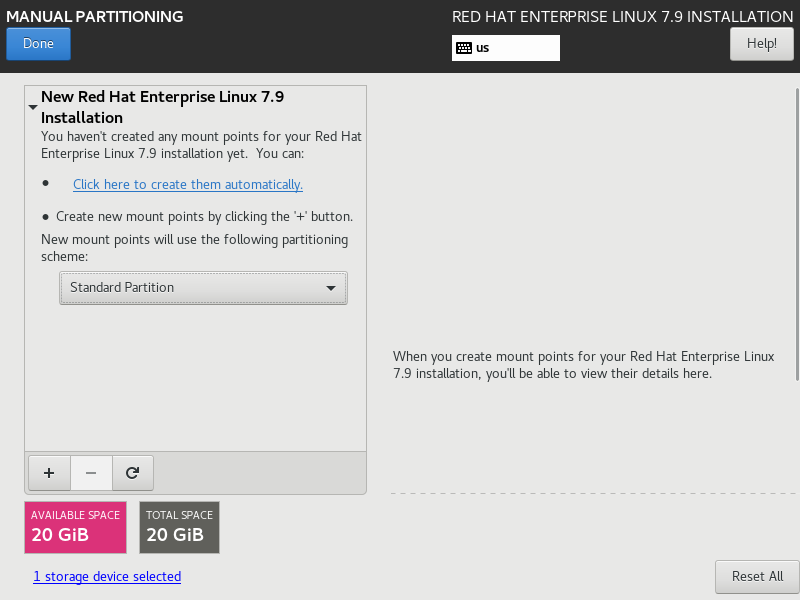 MANUAL PARTITIONING
RED HAT ENTERPRISE LINUX 7.9 INSTALLATION
Done
us
Help!
New Red Hat Enterprise Linux 7.9
Installation
You haven't created any mount points for your Red Hat
Enterprise Linux 7.9 installation yet.  You can:
• Click here to create them automatically.
• Create new mount points by clicking the '+' button.
New mount points will use the following partitioning
scheme:
Standard Partition
When you create mount points for your Red Hat Enterprise Linux
7.9 installation, you'll be able to view their details here.
AVAILABLE SPACE
20 GiB
TOTAL SPACE
20 GiB
1 storage device selected
Reset All